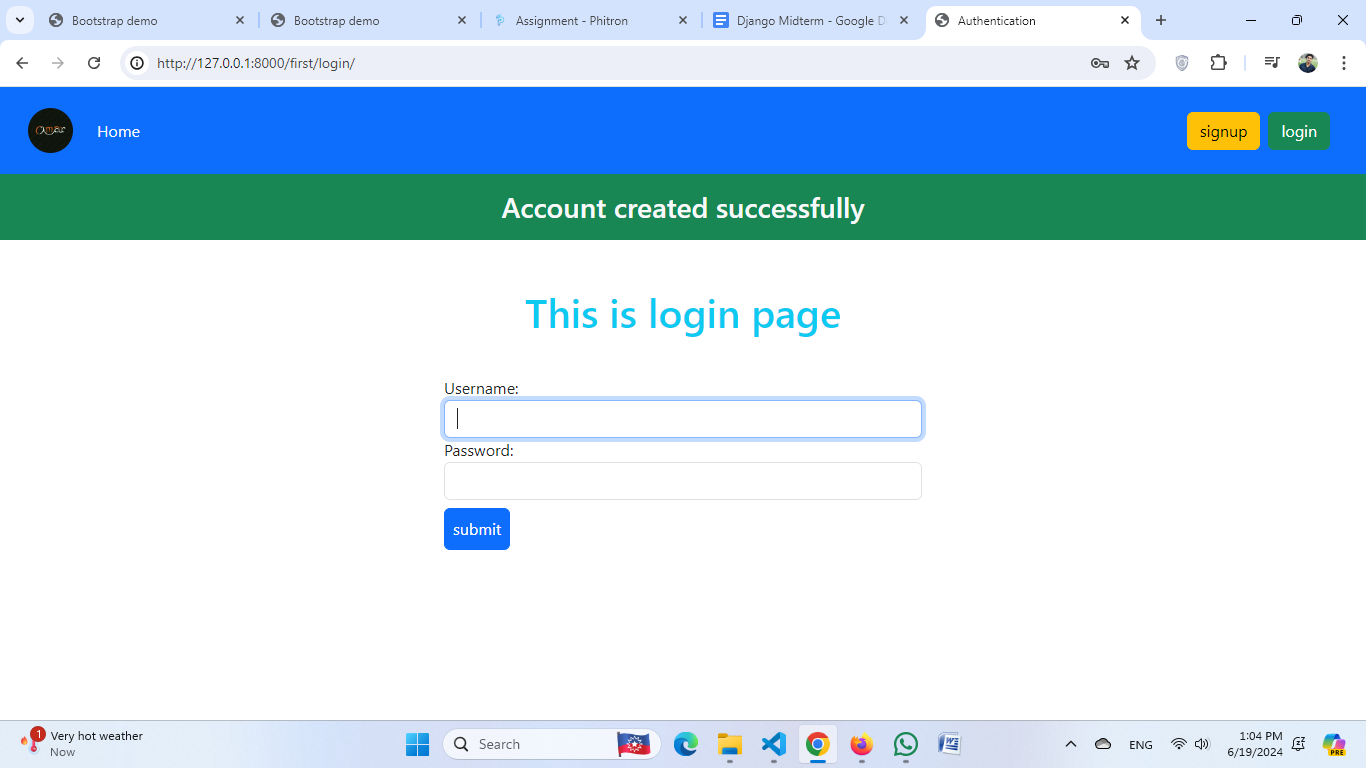 Bootstrap demo
Bootstrap demo
Assignment - Phitron
Django Midterm - Google D
Authentication
http://127.0.0.1:8000/first/login/
Home
signup
login
Account created successfully
This is login page
Username:
Password:
submit
1
Very hot weather
Now
Search
ENG
1:04 PM
6/19/2024
PRE